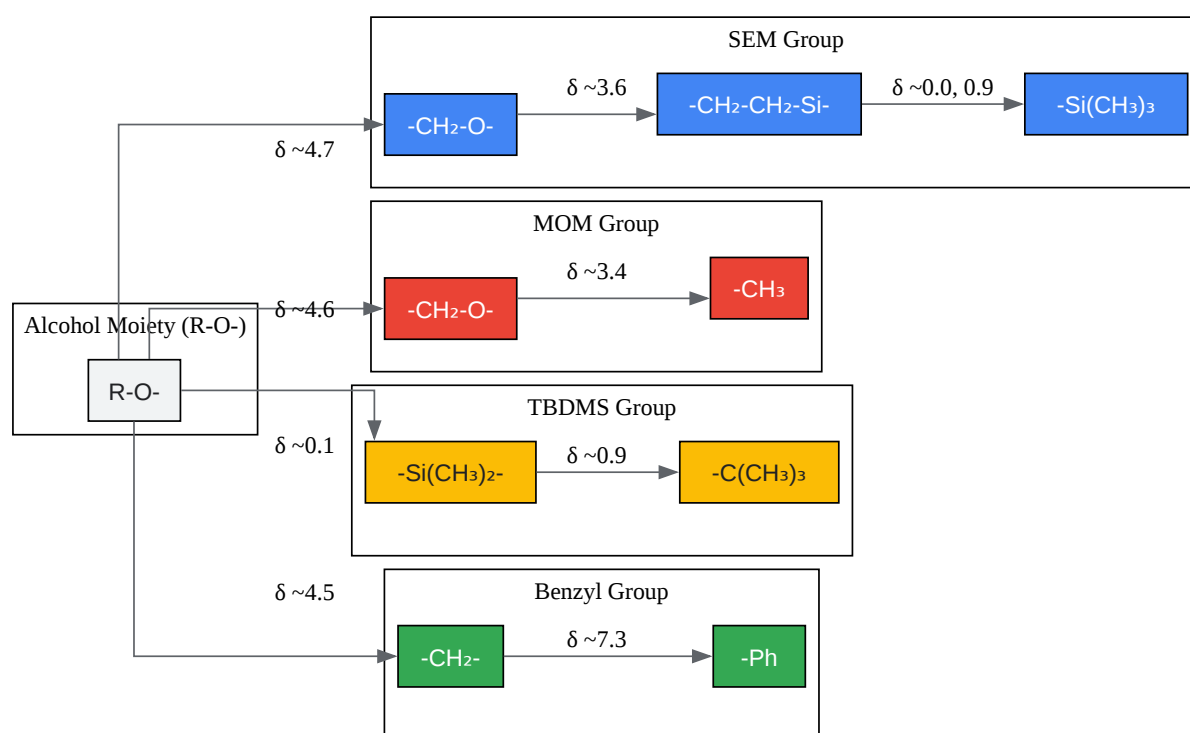 SEM Group
δ ~3.6
δ ~0.0, 0.9
-CH₂-O-
-CH₂-CH₂-Si-
-Si(CH₃)₃
δ ~4.7
MOM Group
δ ~3.4
-CH₂-O-
-CH₃
δ ~4.6
Alcohol Moiety (R-O-)
R-O-
TBDMS Group
δ ~0.1
δ ~0.9
-Si(CH₃)₂-
-C(CH₃)₃
Benzyl Group
δ ~4.5
δ ~7.3
-CH₂-
-Ph